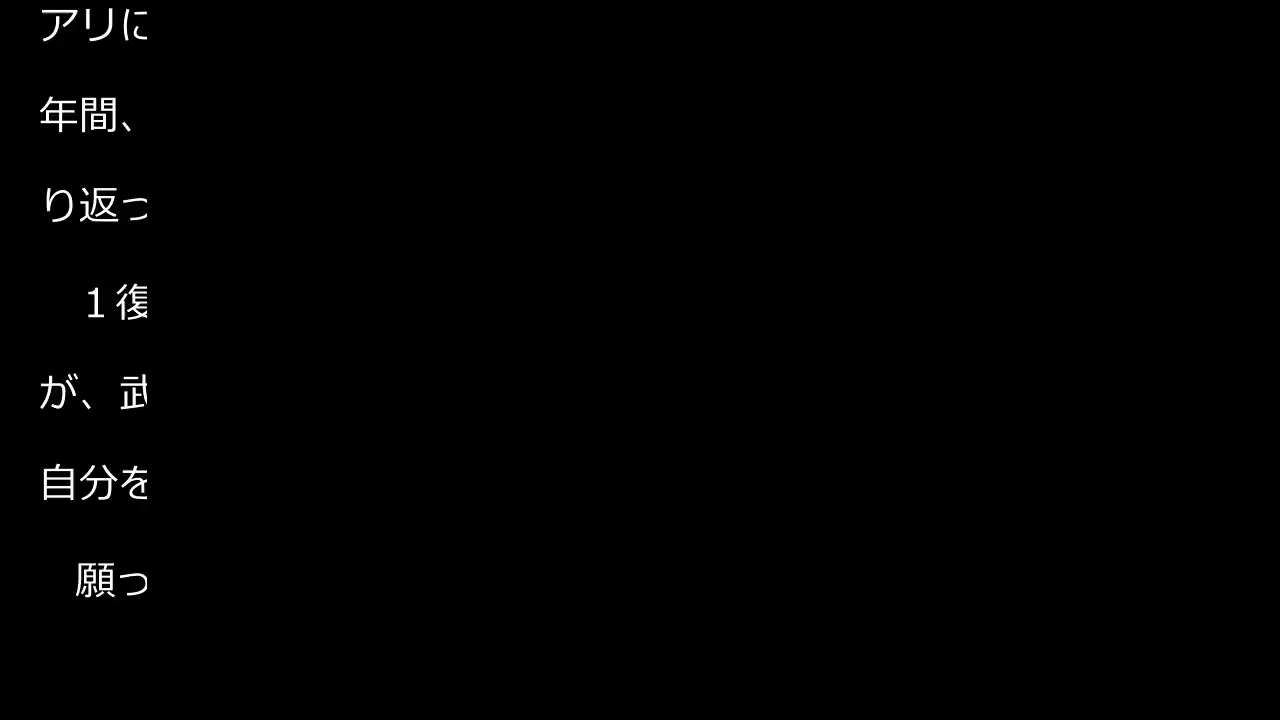 アリに
年間、
り返っ
１復
が、武
自分を
願っ